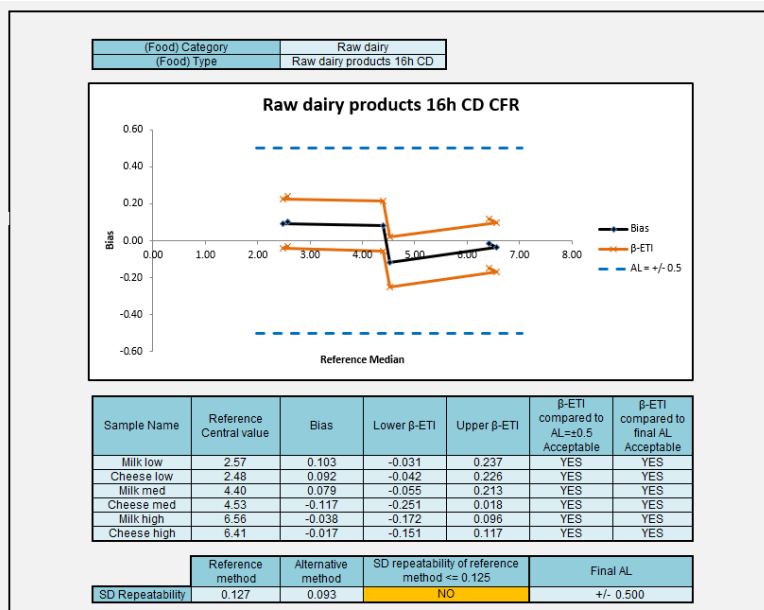 (Food) Category Raw dairy
(Food) Type Raw dairy products 16h CD
Raw dairy products 16h CD CFR
0.60
0.40
0.20
0.00
-0.20
-0.40
-0.60
Bias
0.00 1.00 2.00 3.00 4.00 5.00 6.00 7.00 8.00
Reference Median
Bias
β-ETI
AL = +/- 0.5
Sample Name Reference Central value Bias Lower β-ETI Upper β-ETI β-ETI compared to AL=±0.5 Acceptable β-ETI compared to final AL Acceptable
Milk low 2.57 0.103 -0.031 0.237 YES YES
Cheese low 2.48 0.092 -0.042 0.226 YES YES
Milk med 4.40 0.079 -0.055 0.213 YES YES
Cheese med 4.53 -0.117 -0.251 0.018 YES YES
Milk high 6.56 -0.038 -0.172 0.096 YES YES
Cheese high 6.41 -0.017 -0.151 0.117 YES YES
Reference method Alternative method SD repeatability of reference method <= 0.125 Final AL
SD Repeatability 0.127 0.093 NO +/- 0.500